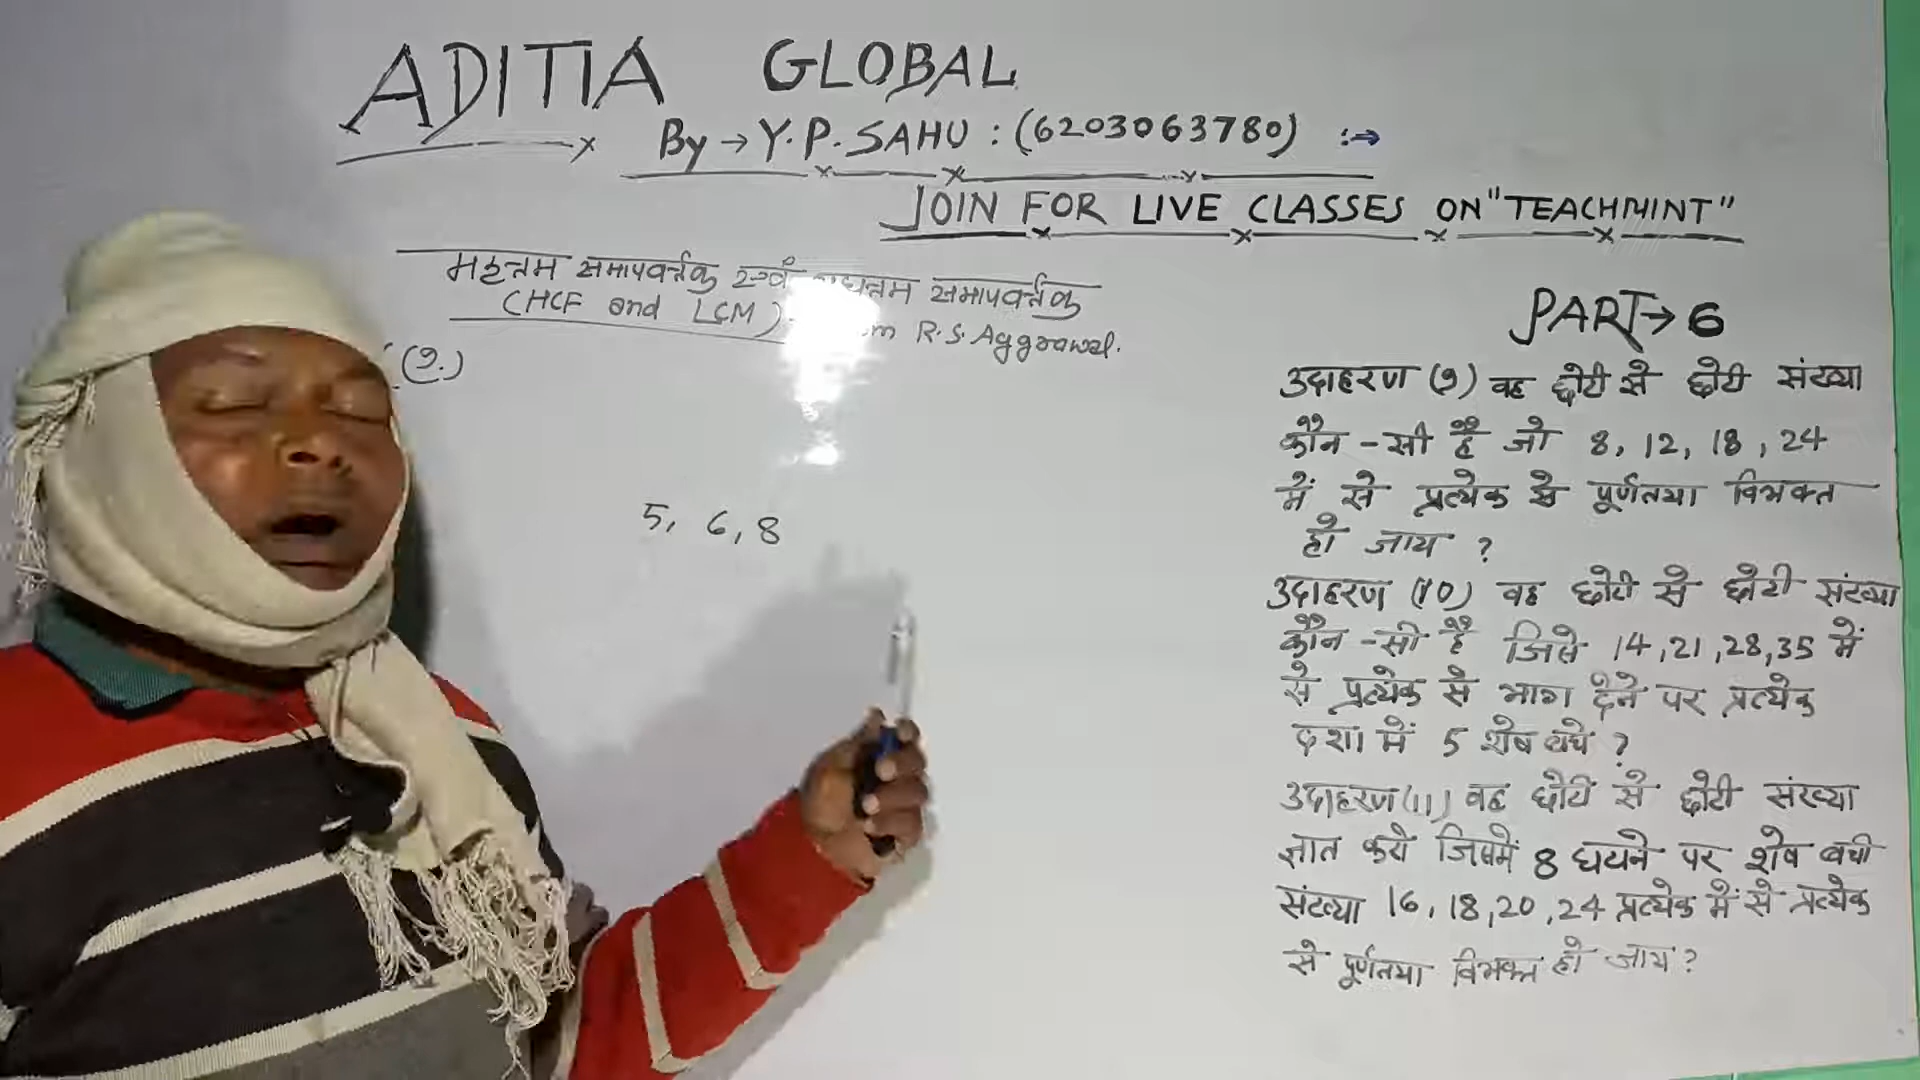 ADITIA GLOBAL
By → Y.P. SAHU : (6203063780) :→
JOIN FOR LIVE CLASSES ON "TEACHMINT"
महत्तम समापवर्त्तक एवं समापवर्त्तक
(HCF and LCM) R.S. Aggrawal.
(9.)
5, 6, 8
PART→ 6
उदाहरण (9) वह छोटी से छोटी संख्या
कौन-सी है जो 8, 12, 18, 24
में से प्रत्येक से पूर्णतया विभक्त
हो जाय ?
उदाहरण (10) वह छोटी से छोटी संख्या
कौन-सी है जिसे 14, 21, 28, 35 में
से प्रत्येक से भाग देने पर प्रत्येक
दशा में 5 शेष बचे ?
उदाहरण (11) वह छोटी से छोटी संख्या
ज्ञात करो जिसमें 8 घटाने पर शेष बची
संख्या 16, 18, 20, 24 प्रत्येक में से प्रत्येक
से पूर्णतया विभक्त हो जाय ?